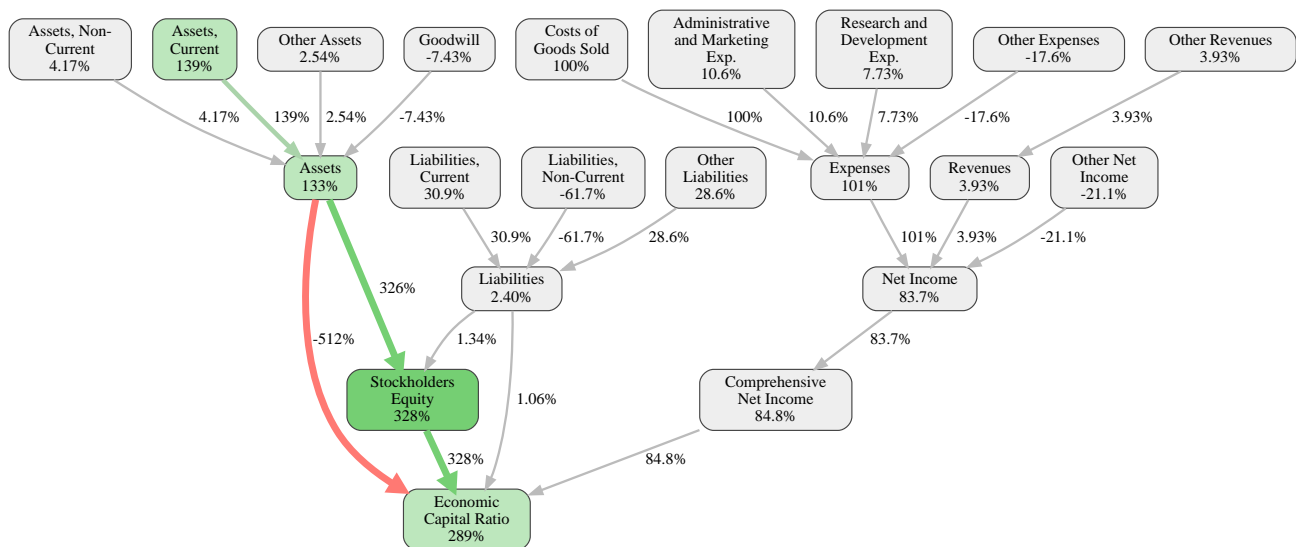 Assets, Non-
Current
4.17%
Assets,
Current
139%
Other Assets
2.54%
Goodwill
-7.43%
Costs of
Goods Sold
100%
Administrative
and Marketing
Exp.
10.6%
Research and
Development
Exp.
7.73%
Other Expenses
-17.6%
Other Revenues
3.93%
4.17%
139%
2.54%
-7.43%
100%
10.6%
7.73%
-17.6%
3.93%
Assets
133%
Liabilities,
Current
30.9%
Liabilities,
Non-Current
-61.7%
Other
Liabilities
28.6%
Expenses
101%
Revenues
3.93%
Other Net
Income
-21.1%
30.9%
-61.7%
28.6%
101%
3.93%
-21.1%
326%
Liabilities
2.40%
Net Income
83.7%
-512%
1.34%
83.7%
Stockholders
Equity
328%
1.06%
Comprehensive
Net Income
84.8%
328%
84.8%
Economic
Capital Ratio
289%